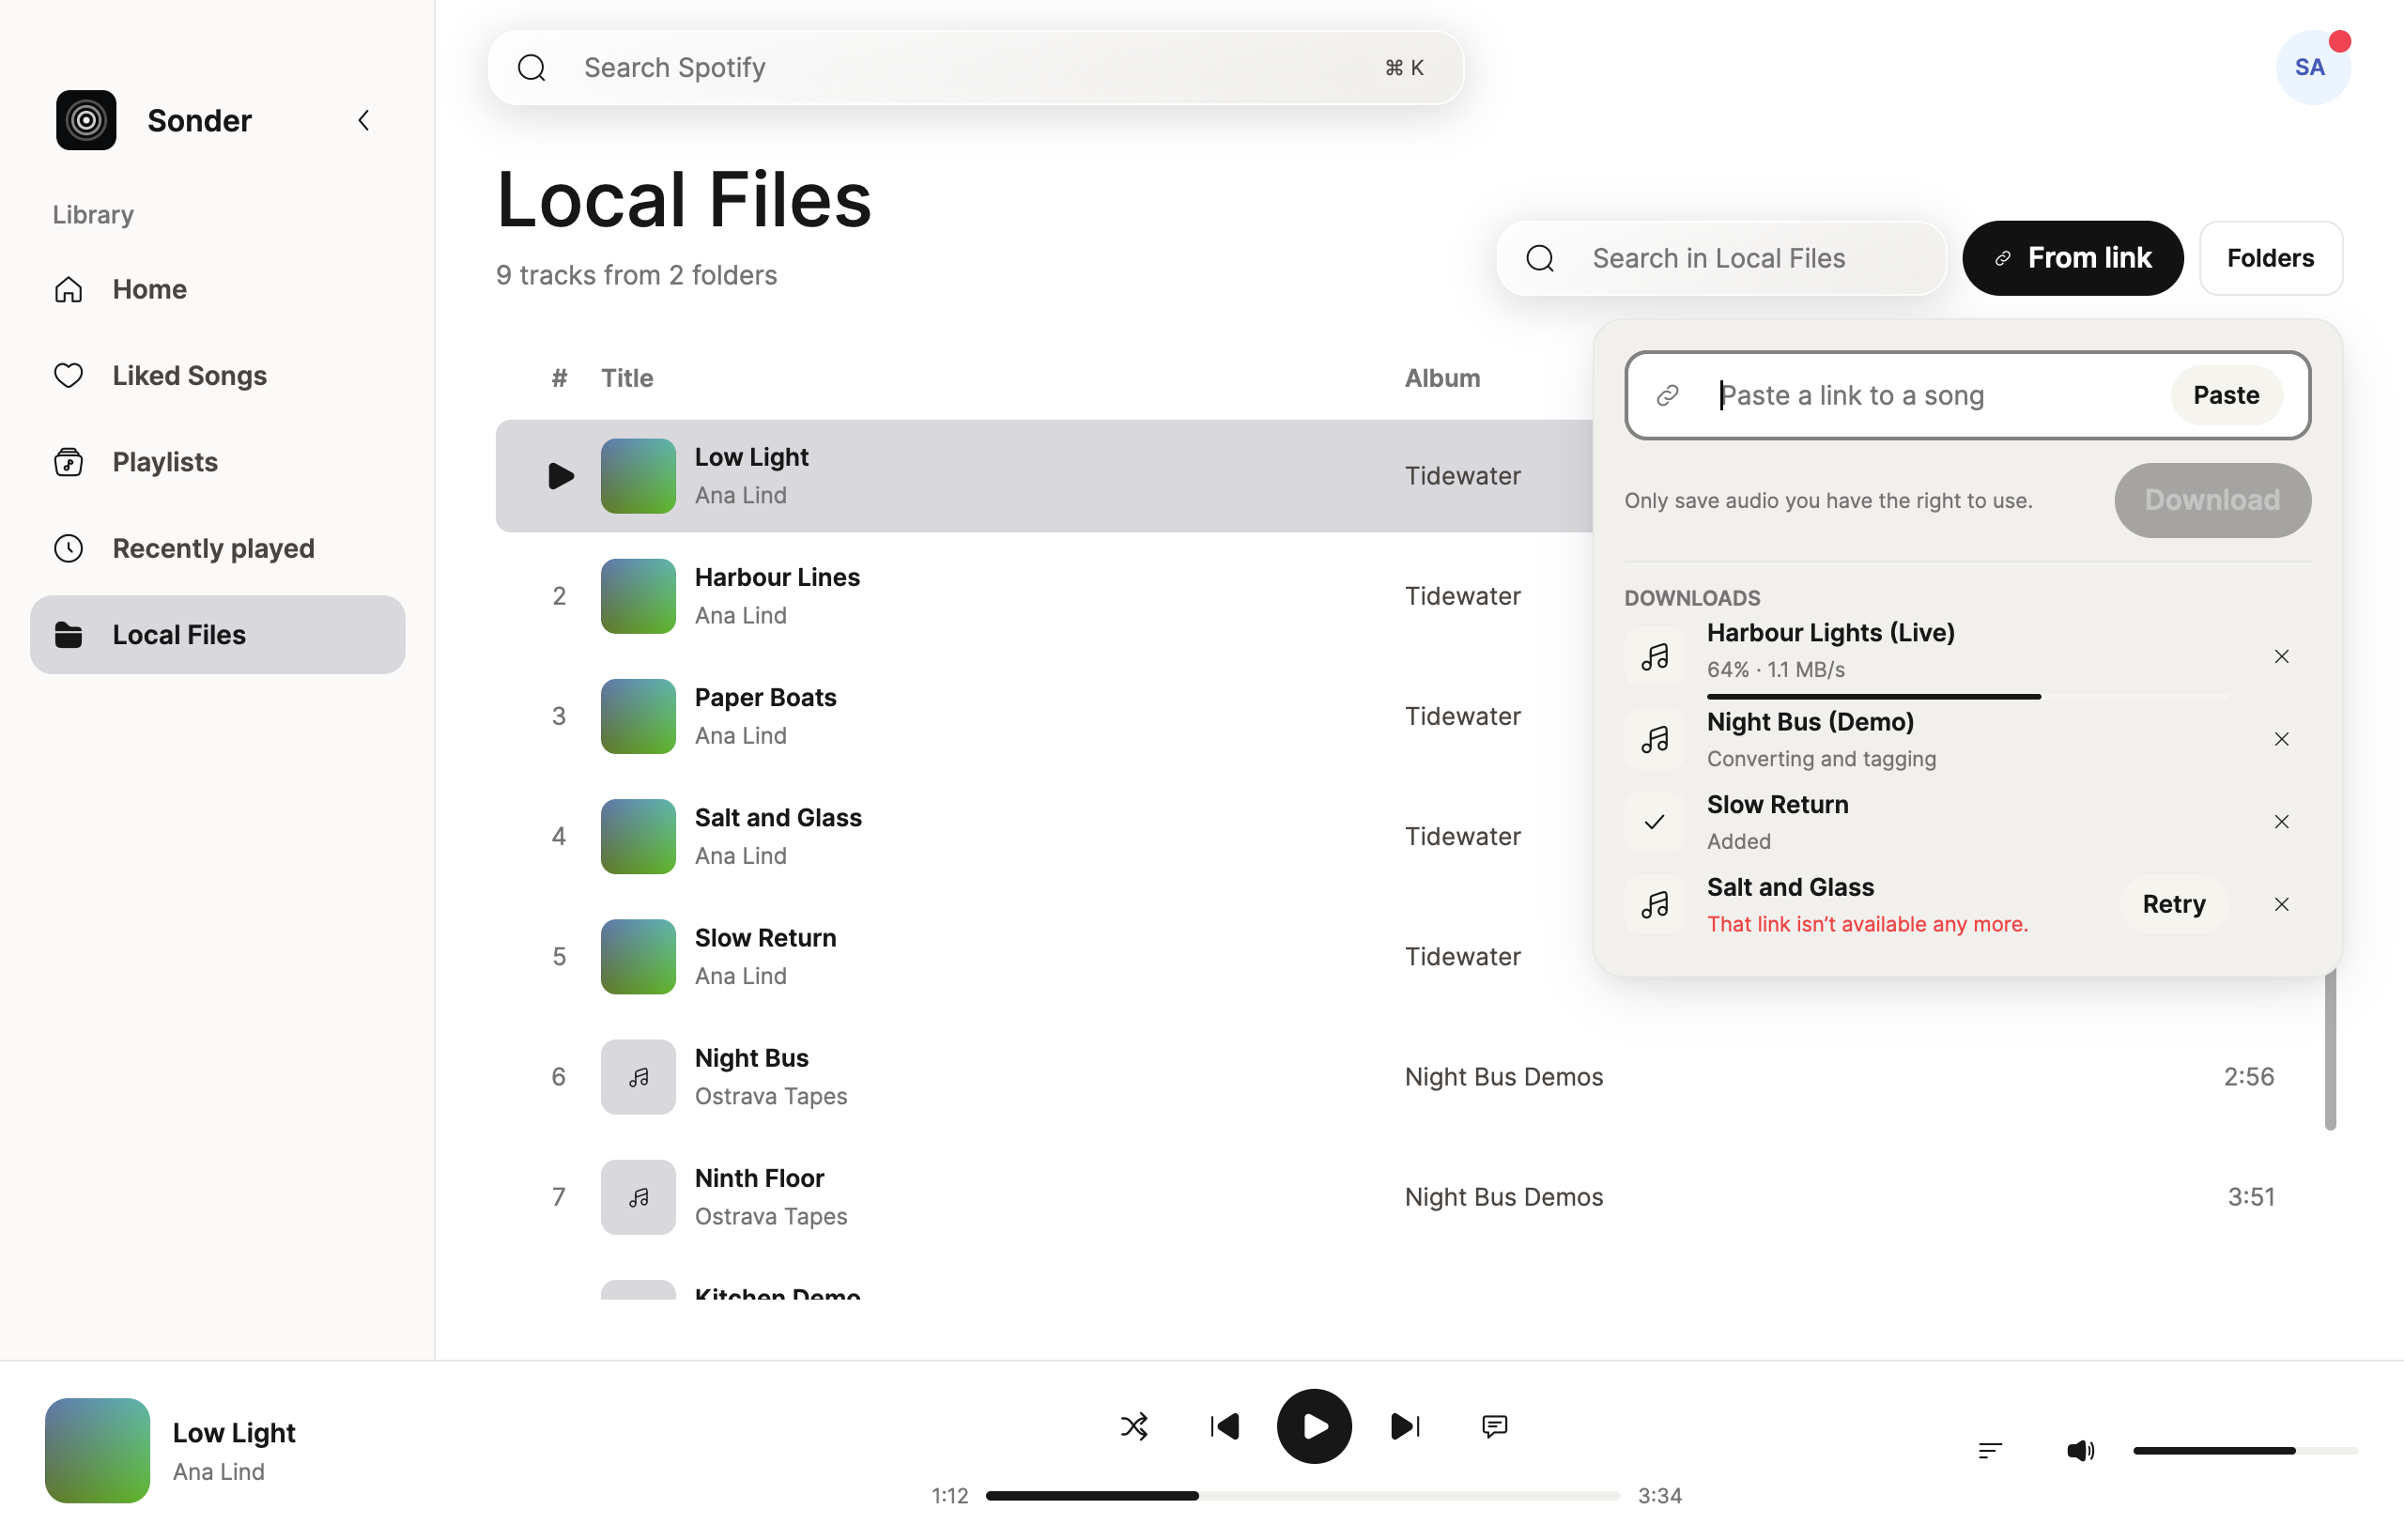 Sonder
Library
Home
Liked Songs
Playlists
Recently played
Local Files
Search Spotify
⌘ K
SA
Local Files
9 tracks from 2 folders
Search in Local Files
From link
Folders
# Title Album
Low Light
Ana Lind
Tidewater
2
Harbour Lines
Ana Lind
Tidewater
3
Paper Boats
Ana Lind
Tidewater
4
Salt and Glass
Ana Lind
Tidewater
5
Slow Return
Ana Lind
Tidewater
6
Night Bus
Ostrava Tapes
Night Bus Demos
2:56
7
Ninth Floor
Ostrava Tapes
Night Bus Demos
3:51
Kitchen Demo
Paste a link to a song
Paste
Only save audio you have the right to use.
Download
DOWNLOADS
Harbour Lights (Live)
64% · 1.1 MB/s
Night Bus (Demo)
Converting and tagging
Slow Return
Added
Salt and Glass
That link isn’t available any more.
Retry
Low Light
Ana Lind
1:12
3:34